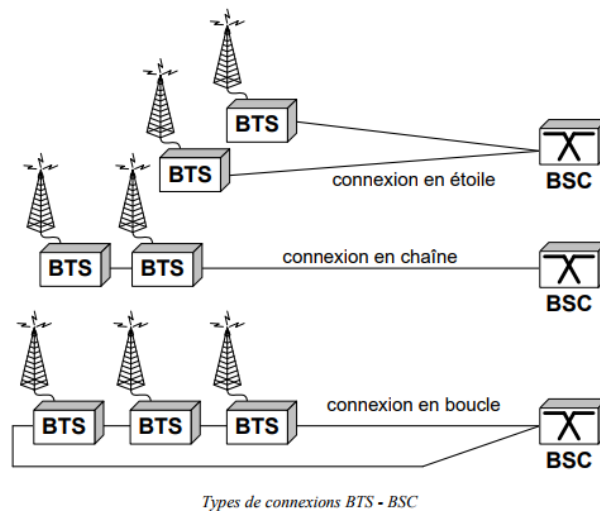 BTS
BTS
connexion en étoile
BSC
BTS
BTS
connexion en chaîne
BSC
BTS
BTS
BTS
connexion en boucle
BSC
Types de connexions BTS - BSC